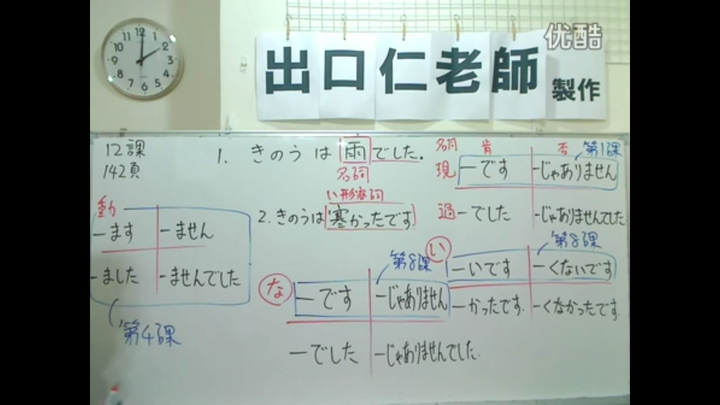 优酷
出口仁老師 製作
12課
142頁
1. きのう は 雨 でした.
名詞
い形容詞
2. きのうは 寒かったです
名詞 肯 否 第1課
現 ーです ーじゃありません
過 ーでした ーじゃありませんでした
動
ーます ーません
ーました ーませんでした
第4課
な 第8課
ーです ーじゃありません
ーでした ーじゃありませんでした.
い 第8課
ーいです ーくないです
ーかったです. ーくなかったです.